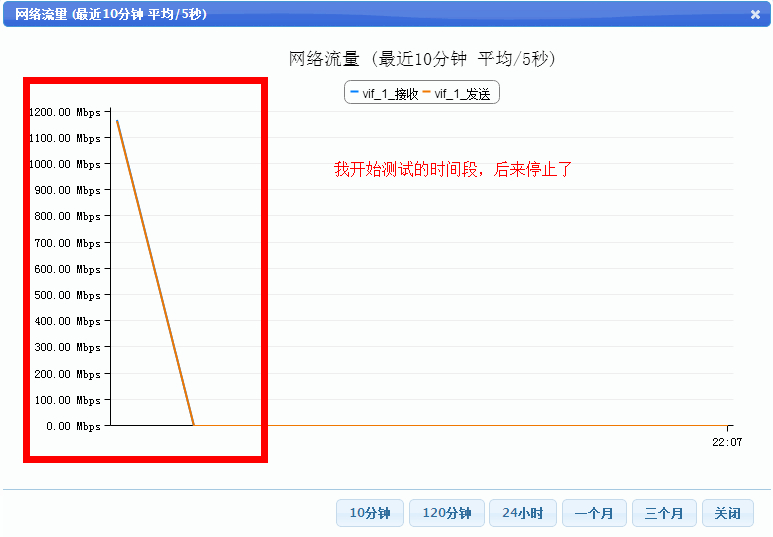 网络流量 (最近10分钟 平均/5秒)
网络流量 (最近10分钟 平均/5秒)
vif_1_接收 vif_1_发送
1200.00 Mbps
1100.00 Mbps
1000.00 Mbps
我开始测试的时间段，后来停止了
900.00 Mbps
800.00 Mbps
700.00 Mbps
600.00 Mbps
500.00 Mbps
400.00 Mbps
300.00 Mbps
200.00 Mbps
100.00 Mbps
0.00 Mbps
22:07
10分钟 120分钟 24小时 一个月 三个月 关闭